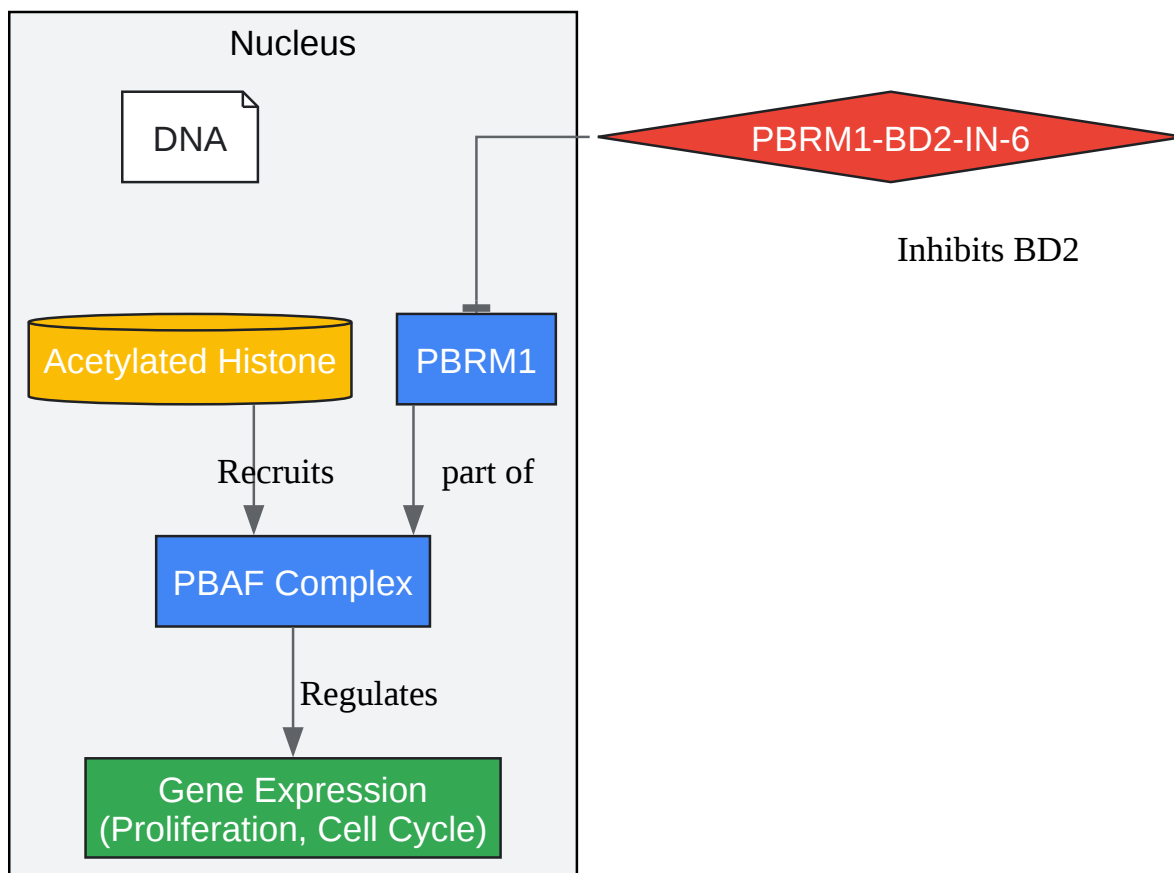 Nucleus
DNA
PBRM1-BD2-IN-6
Inhibits BD2
Acetylated Histone
PBRM1
Recruits
part of
PBAF Complex
Regulates
Gene Expression
(Proliferation, Cell Cycle)